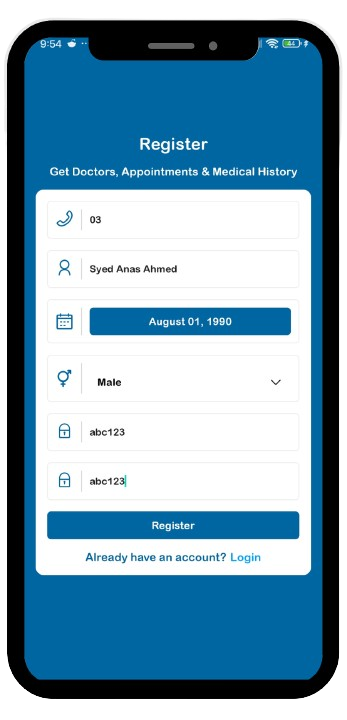 9:54
Register
Get Doctors, Appointments & Medical History
03
Syed Anas Ahmed
August 01, 1990
Male
abc123
abc123
Register
Already have an account? Login